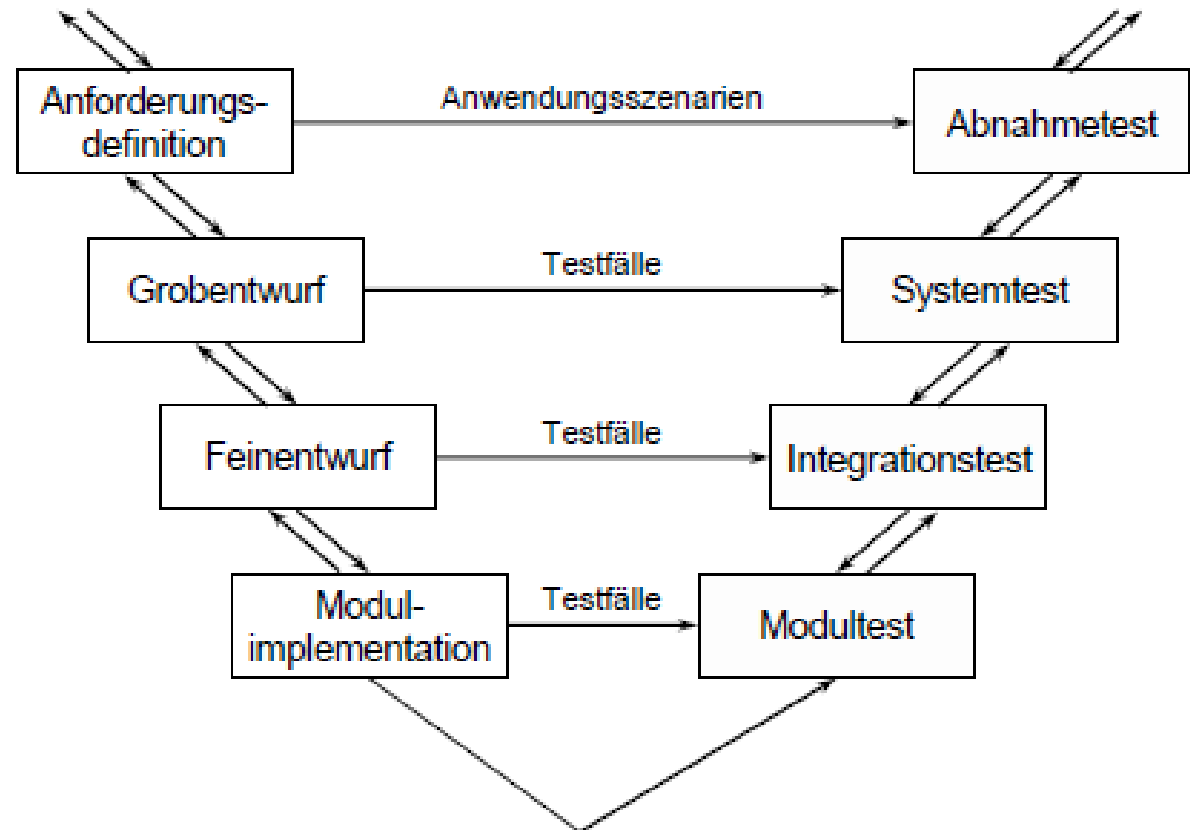 Anforderungs-
definition
Anwendungsszenarien
Abnahmetest
Grobentwurf
Testfälle
Systemtest
Feinentwurf
Testfälle
Integrationstest
Modul-
implementation
Testfälle
Modultest